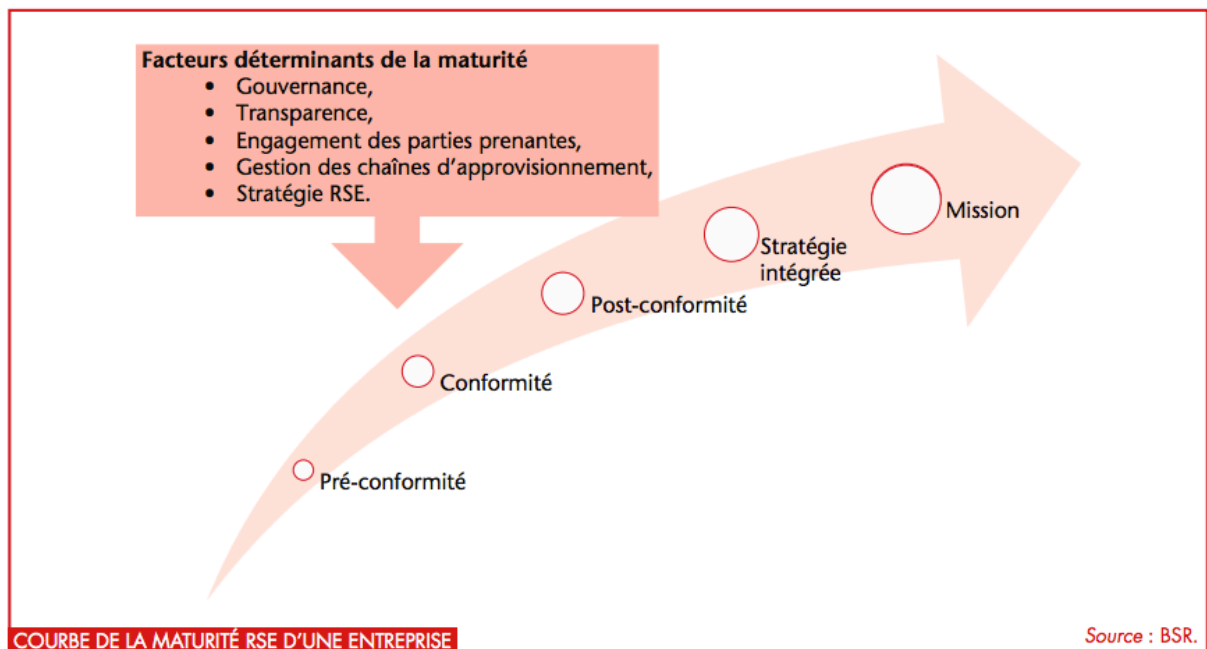 Facteurs déterminants de la maturité
• Gouvernance,
• Transparence,
• Engagement des parties prenantes,
• Gestion des chaînes d’approvisionnement,
• Stratégie RSE.
Mission
Stratégie
intégrée
Post-conformité
Conformité
Pré-conformité
COURBE DE LA MATURITÉ RSE D’UNE ENTREPRISE
Source : BSR.